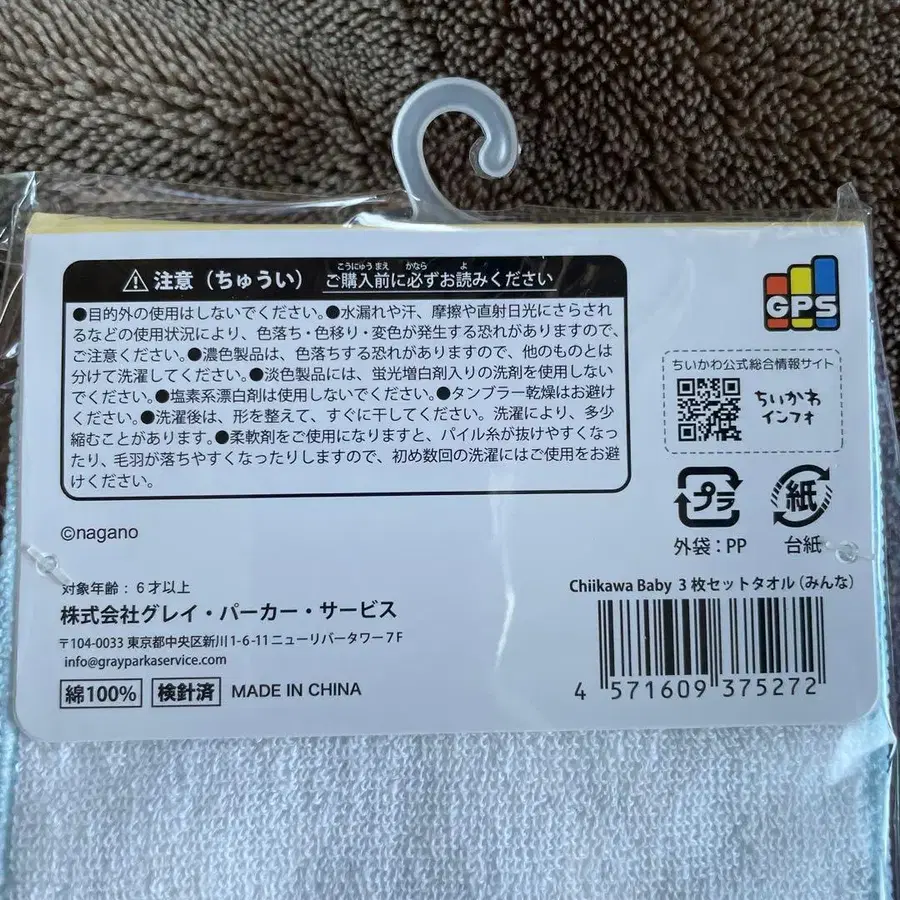 注意（ちゅうい） ご購入前に必ずお読みください
こうにゅう まえ かなら よ
●目的外の使用はしないでください。●水漏れや汗、摩擦や直射日光にさらさ
れるなどの使用状況により、色落ち・色移り・変色が発生する恐れがありますので、
ご注意ください。●濃色製品は、色落ちする恐れがありますので、他のものとは
分けて洗濯してください。●淡色製品には、蛍光増白剤入りの洗剤を使用しない
でください。●塩素系漂白剤は使用しないでください。●タンブラー乾燥はお避け
ください。●洗濯後は、形を整えて、すぐに干してください。洗濯により、多少
縮むことがあります。●柔軟剤をご使用になりますと、パイル糸が抜けやすくなっ
たり、毛羽が落ちやすくなったりしますので、初め数回の洗濯にはご使用をお避
けください。
GPS
ちいかわ公式総合情報サイト
ちいかわ
インフォ
プラ
紙
外袋：PP
台紙
©nagano
対象年齢：６才以上
株式会社グレイ・パーカー・サービス
〒104-0033 東京都中央区新川1-6-11 ニューリバータワー7F
info@grayparkaservice.com
綿100% 検針済 MADE IN CHINA
Chiikawa Baby ３枚セットタオル（みんな）
4 571609 375272